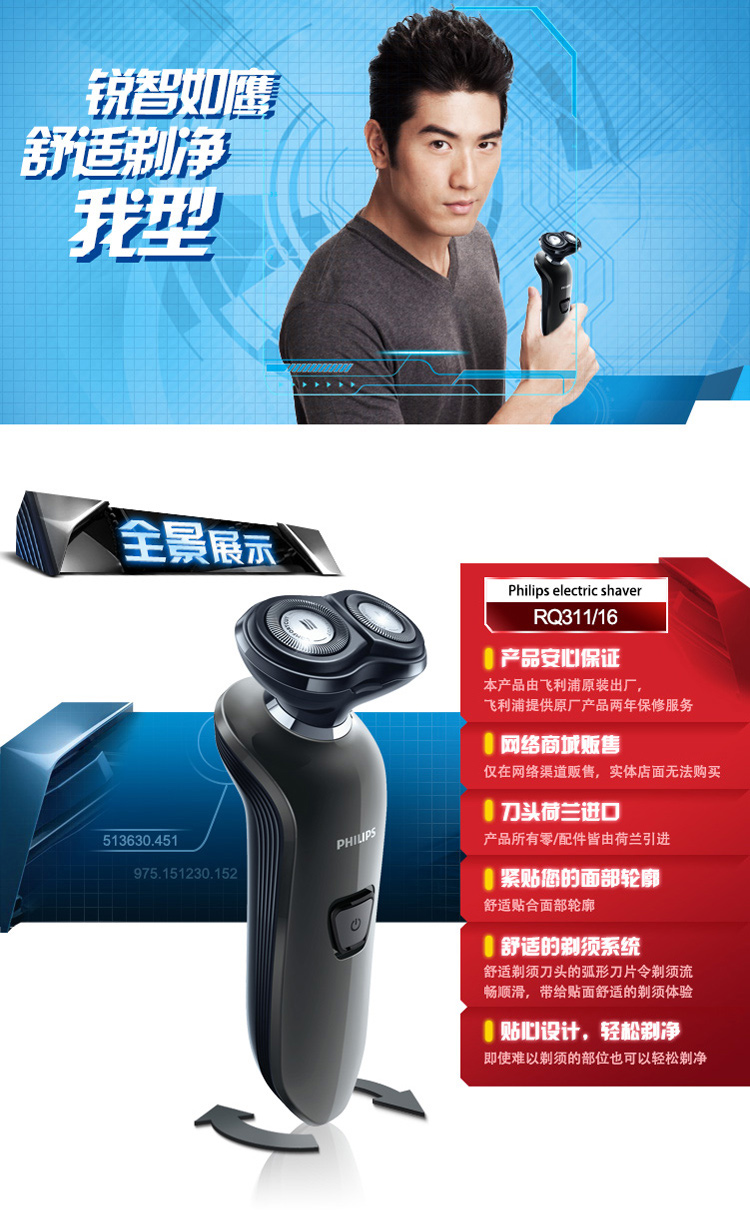 锐智如鹰
舒适剃净
我型
全景展示
Philips electric shaver
RQ311/16
产品安心保证
本产品由飞利浦原装出厂,
飞利浦提供原厂产品两年保修服务
网络商城贩售
仅在网络渠道贩售，实体店面无法购买
刀头荷兰进口
产品所有零/配件皆由荷兰引进
紧贴您的面部轮廓
舒适贴合面部轮廓
舒适的剃须系统
舒适剃须刀头的弧形刀片令剃须流
畅顺滑，带给贴面舒适的剃须体验
贴心设计，轻松剃净
即使难以剃须的部位也可以轻松剃净
PHILIPS
513630.451
975.151230.152